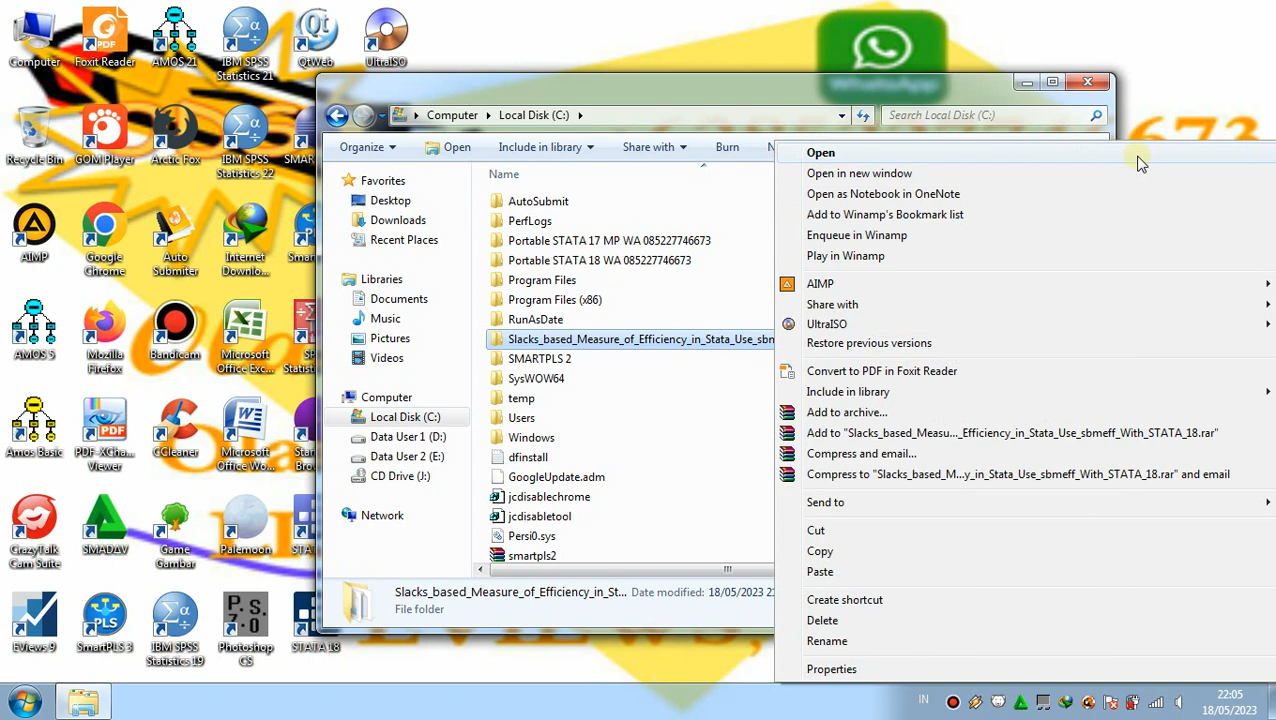 Computer
Foxit Reader
AMOS 21
IBM SPSS Statistics 21
QtWeb
UltraISO
Recycle Bin
GOM Player
Arctic Fox
IBM SPSS Statistics 22
AIMP
Google Chrome
Auto Submiter
Internet Downlo...
AMOS 5
Mozilla Firefox
Bandicam
Microsoft Office Exc...
Amos Basic
PDF-XCha... Viewer
CCleaner
Microsoft Office Wo...
CrazyTalk Cam Suite
SMADAV
Game Gambar
Palemoon
EViews 9
SmartPLS 3
IBM SPSS Statistics 19
Photoshop CS
STATA 18
Computer
Local Disk (C:)
Search Local Disk (C:)
Organize
Open
Include in library
Share with
Burn
Favorites
Desktop
Downloads
Recent Places
Libraries
Documents
Music
Pictures
Videos
Computer
Local Disk (C:)
Data User 1 (D:)
Data User 2 (E:)
CD Drive (J:)
Network
Name
AutoSubmit
PerfLogs
Portable STATA 17 MP WA 085227746673
Portable STATA 18 WA 085227746673
Program Files
Program Files (x86)
RunAsDate
Slacks_based_Measure_of_Efficiency_in_Stata_Use_sbm
SMARTPLS 2
SysWOW64
temp
Users
Windows
dfinstall
GoogleUpdate.adm
jcdisablechrome
jcdisabletool
Persi0.sys
smartpls2
Slacks_based_Measure_of_Efficiency_in_St... Date modified: 18/05/2023
File folder
Open
Open in new window
Open as Notebook in OneNote
Add to Winamp's Bookmark list
Enqueue in Winamp
Play in Winamp
AIMP
Share with
UltraISO
Restore previous versions
Convert to PDF in Foxit Reader
Include in library
Add to archive...
Add to "Slacks_based_Measu..._Efficiency_in_Stata_Use_sbmeff_With_STATA_18.rar"
Compress and email...
Compress to "Slacks_based_M...y_in_Stata_Use_sbmeff_With_STATA_18.rar" and email
Send to
Cut
Copy
Paste
Create shortcut
Delete
Rename
Properties
IN
22:05
18/05/2023